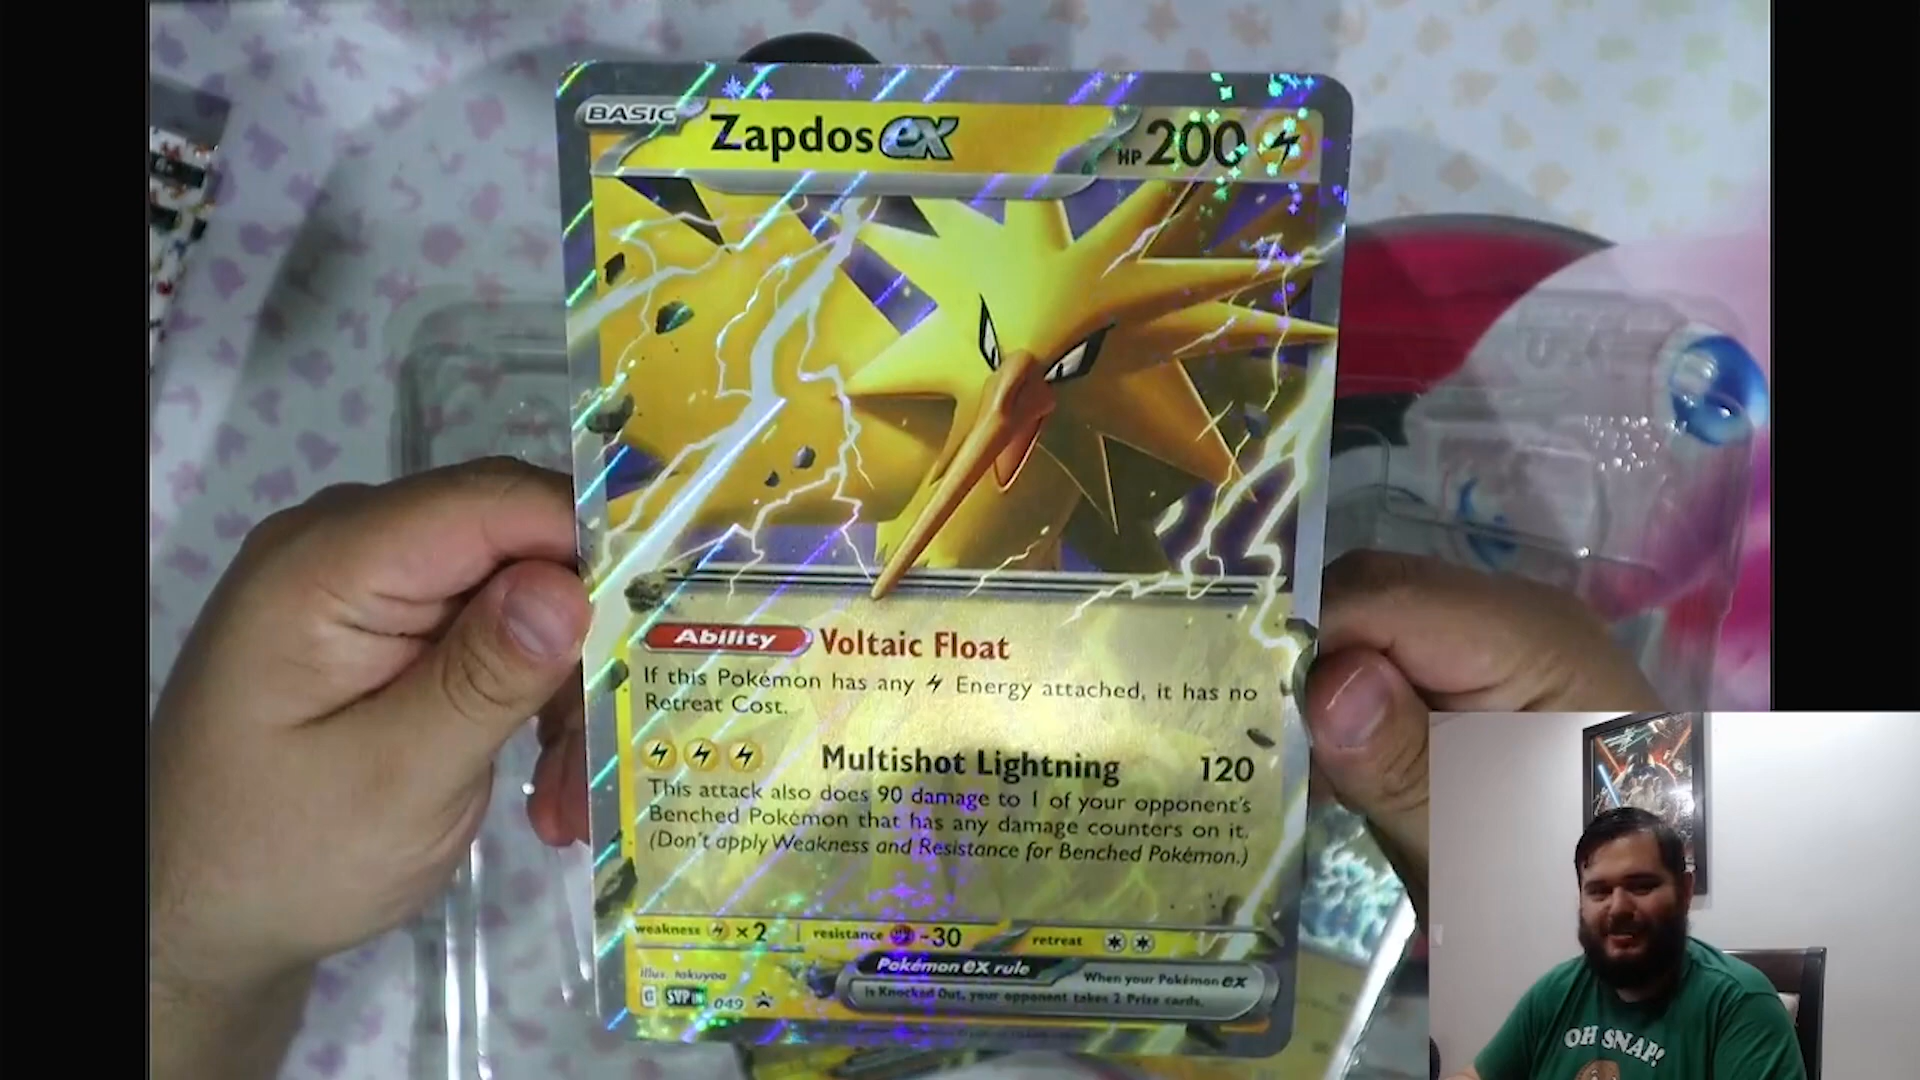 BASIC
Zapdos ex
HP 200
Ability Voltaic Float
If this Pokémon has any Energy attached, it has no
Retreat Cost.
Multishot Lightning 120
This attack also does 90 damage to 1 of your opponent's
Benched Pokémon that has any damage counters on it.
(Don't apply Weakness and Resistance for Benched Pokémon.)
weakness ×2 resistance -30 retreat
Illus. takuyoa
G SVP EN 049
Pokémon ex rule When your Pokémon ex
is Knocked Out, your opponent takes 2 Prize cards.
OH SNAP!